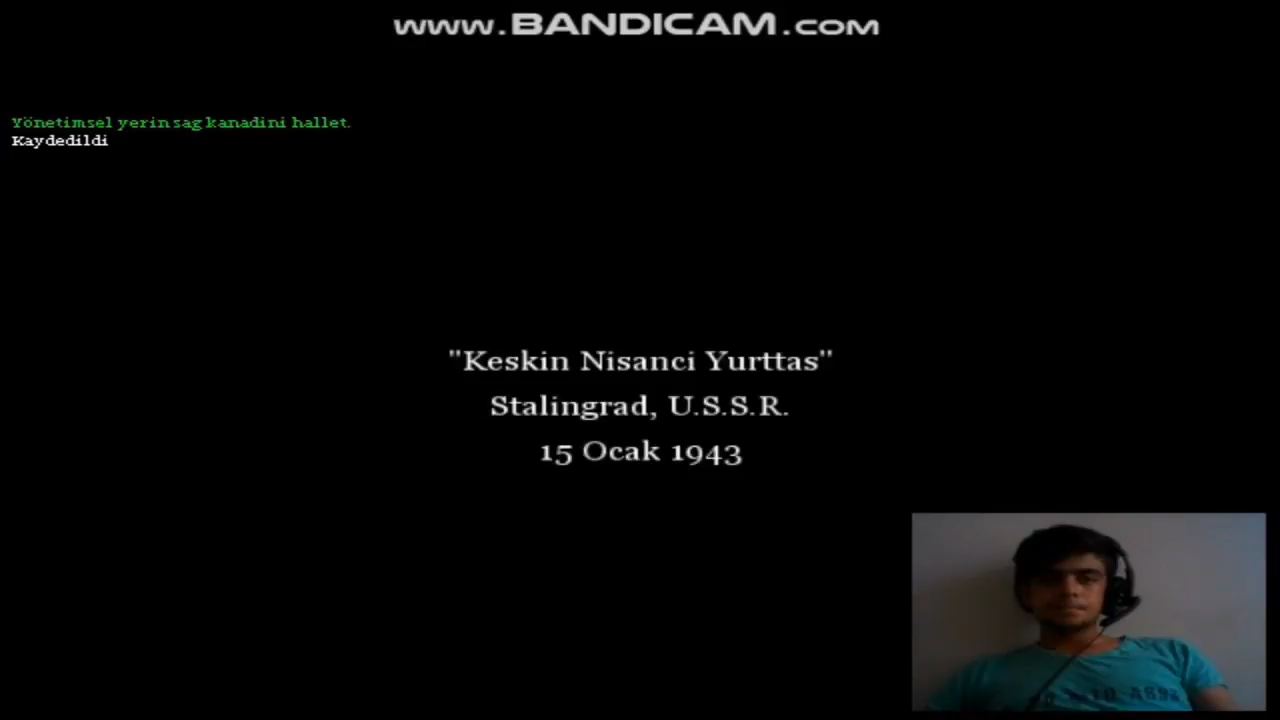 www.BANDICAM.com
Yönetimsel yerin sag kanadini hallet.
Kaydedildi
"Keskin Nisanci Yurttas"
Stalingrad, U.S.S.R.
15 Ocak 1943